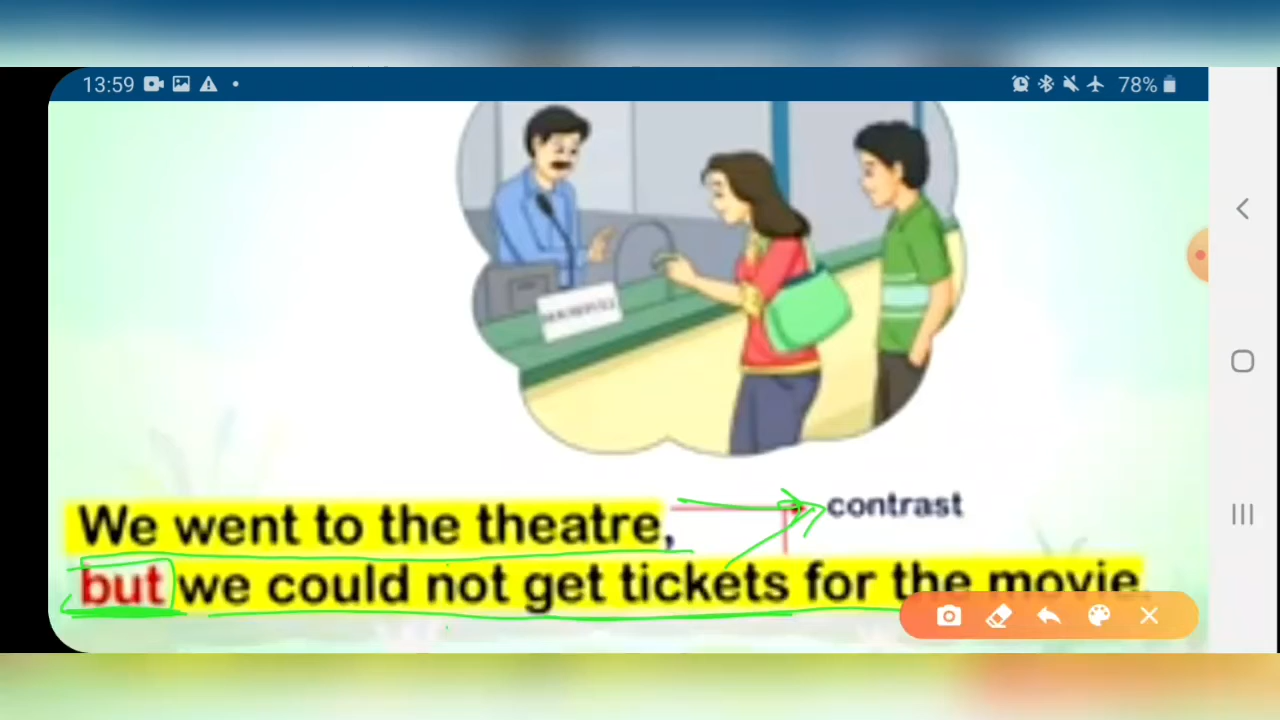 13:59
78%
contrast
We went to the theatre,
but we could not get tickets for the movie.